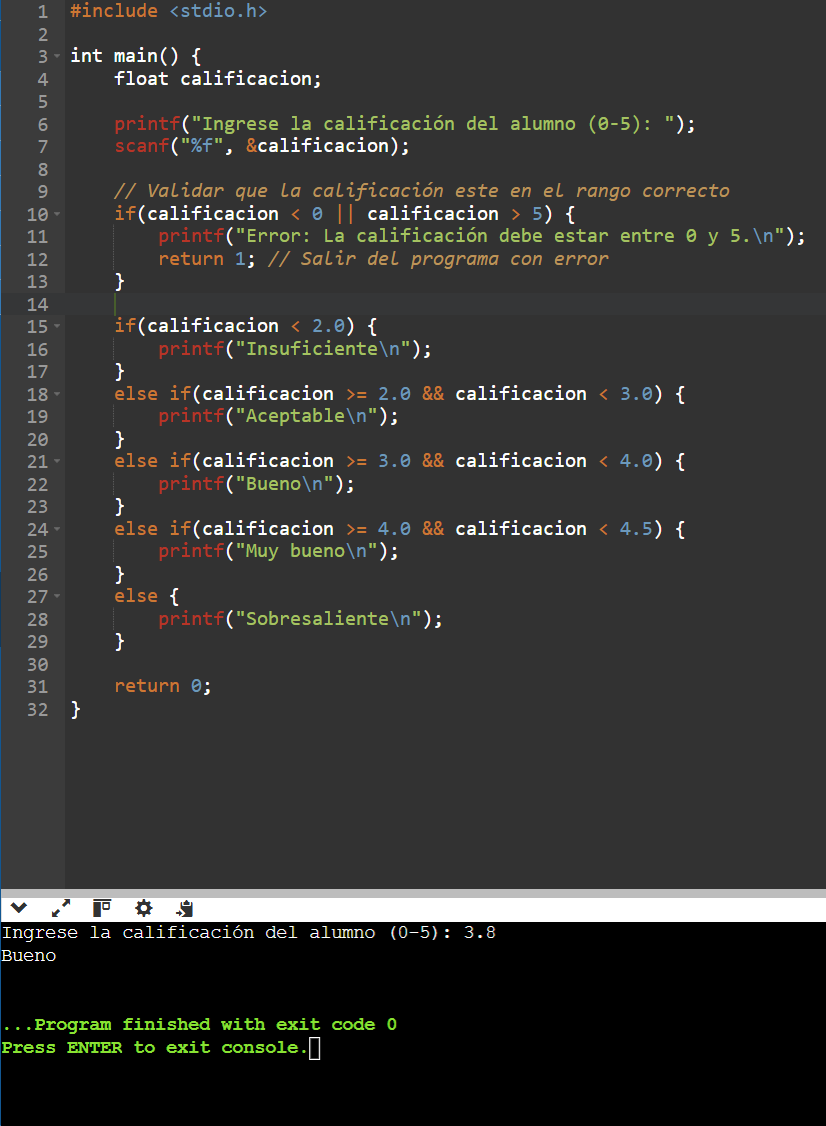 1 #include <stdio.h>
2
3 int main() {
4     float calificacion;
5
6     printf("Ingrese la calificación del alumno (0-5): ");
7     scanf("%f", &calificacion);
8
9     // Validar que la calificación este en el rango correcto
10     if(calificacion < 0 || calificacion > 5) {
11         printf("Error: La calificación debe estar entre 0 y 5.\n");
12         return 1; // Salir del programa con error
13     }
14
15     if(calificacion < 2.0) {
16         printf("Insuficiente\n");
17     }
18     else if(calificacion >= 2.0 && calificacion < 3.0) {
19         printf("Aceptable\n");
20     }
21     else if(calificacion >= 3.0 && calificacion < 4.0) {
22         printf("Bueno\n");
23     }
24     else if(calificacion >= 4.0 && calificacion < 4.5) {
25         printf("Muy bueno\n");
26     }
27     else {
28         printf("Sobresaliente\n");
29     }
30
31     return 0;
32 }
Ingrese la calificación del alumno (0-5): 3.8
Bueno
...Program finished with exit code 0
Press ENTER to exit console.